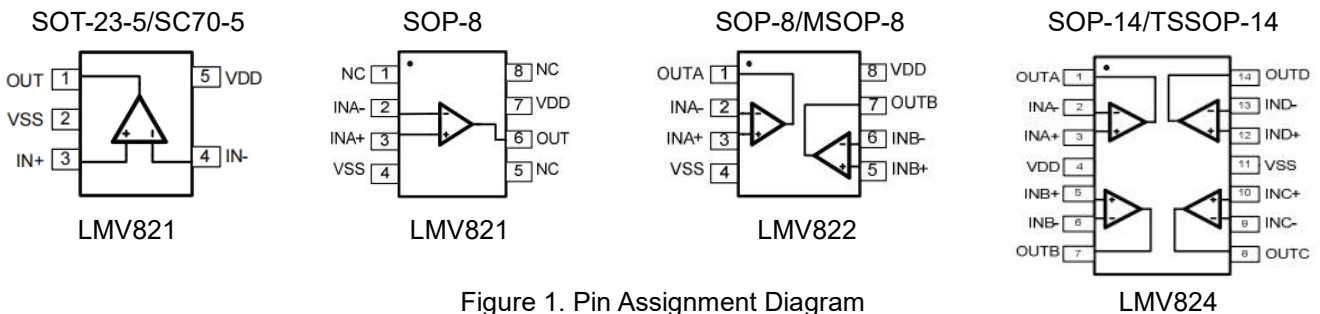 SOT-23-5/SC70-5 SOP-8 SOP-8/MSOP-8 SOP-14/TSSOP-14
OUT 1 5 VDD
VSS 2
IN+ 3 4 IN-
+ -
LMV821
NC 1 8 NC
INA- 2 7 VDD
INA+ 3 6 OUT
VSS 4 5 NC
- +
LMV821
OUTA 1 8 VDD
INA- 2 7 OUTB
INA+ 3 6 INB-
VSS 4 5 INB+
- + - +
LMV822
OUTA 1 14 OUTD
INA- 2 13 IND-
INA+ 3 12 IND+
VDD 4 11 VSS
INB+ 5 10 INC+
INB- 6 9 INC-
OUTB 7 8 OUTC
- + - +
+ - + -
LMV824
Figure 1. Pin Assignment Diagram